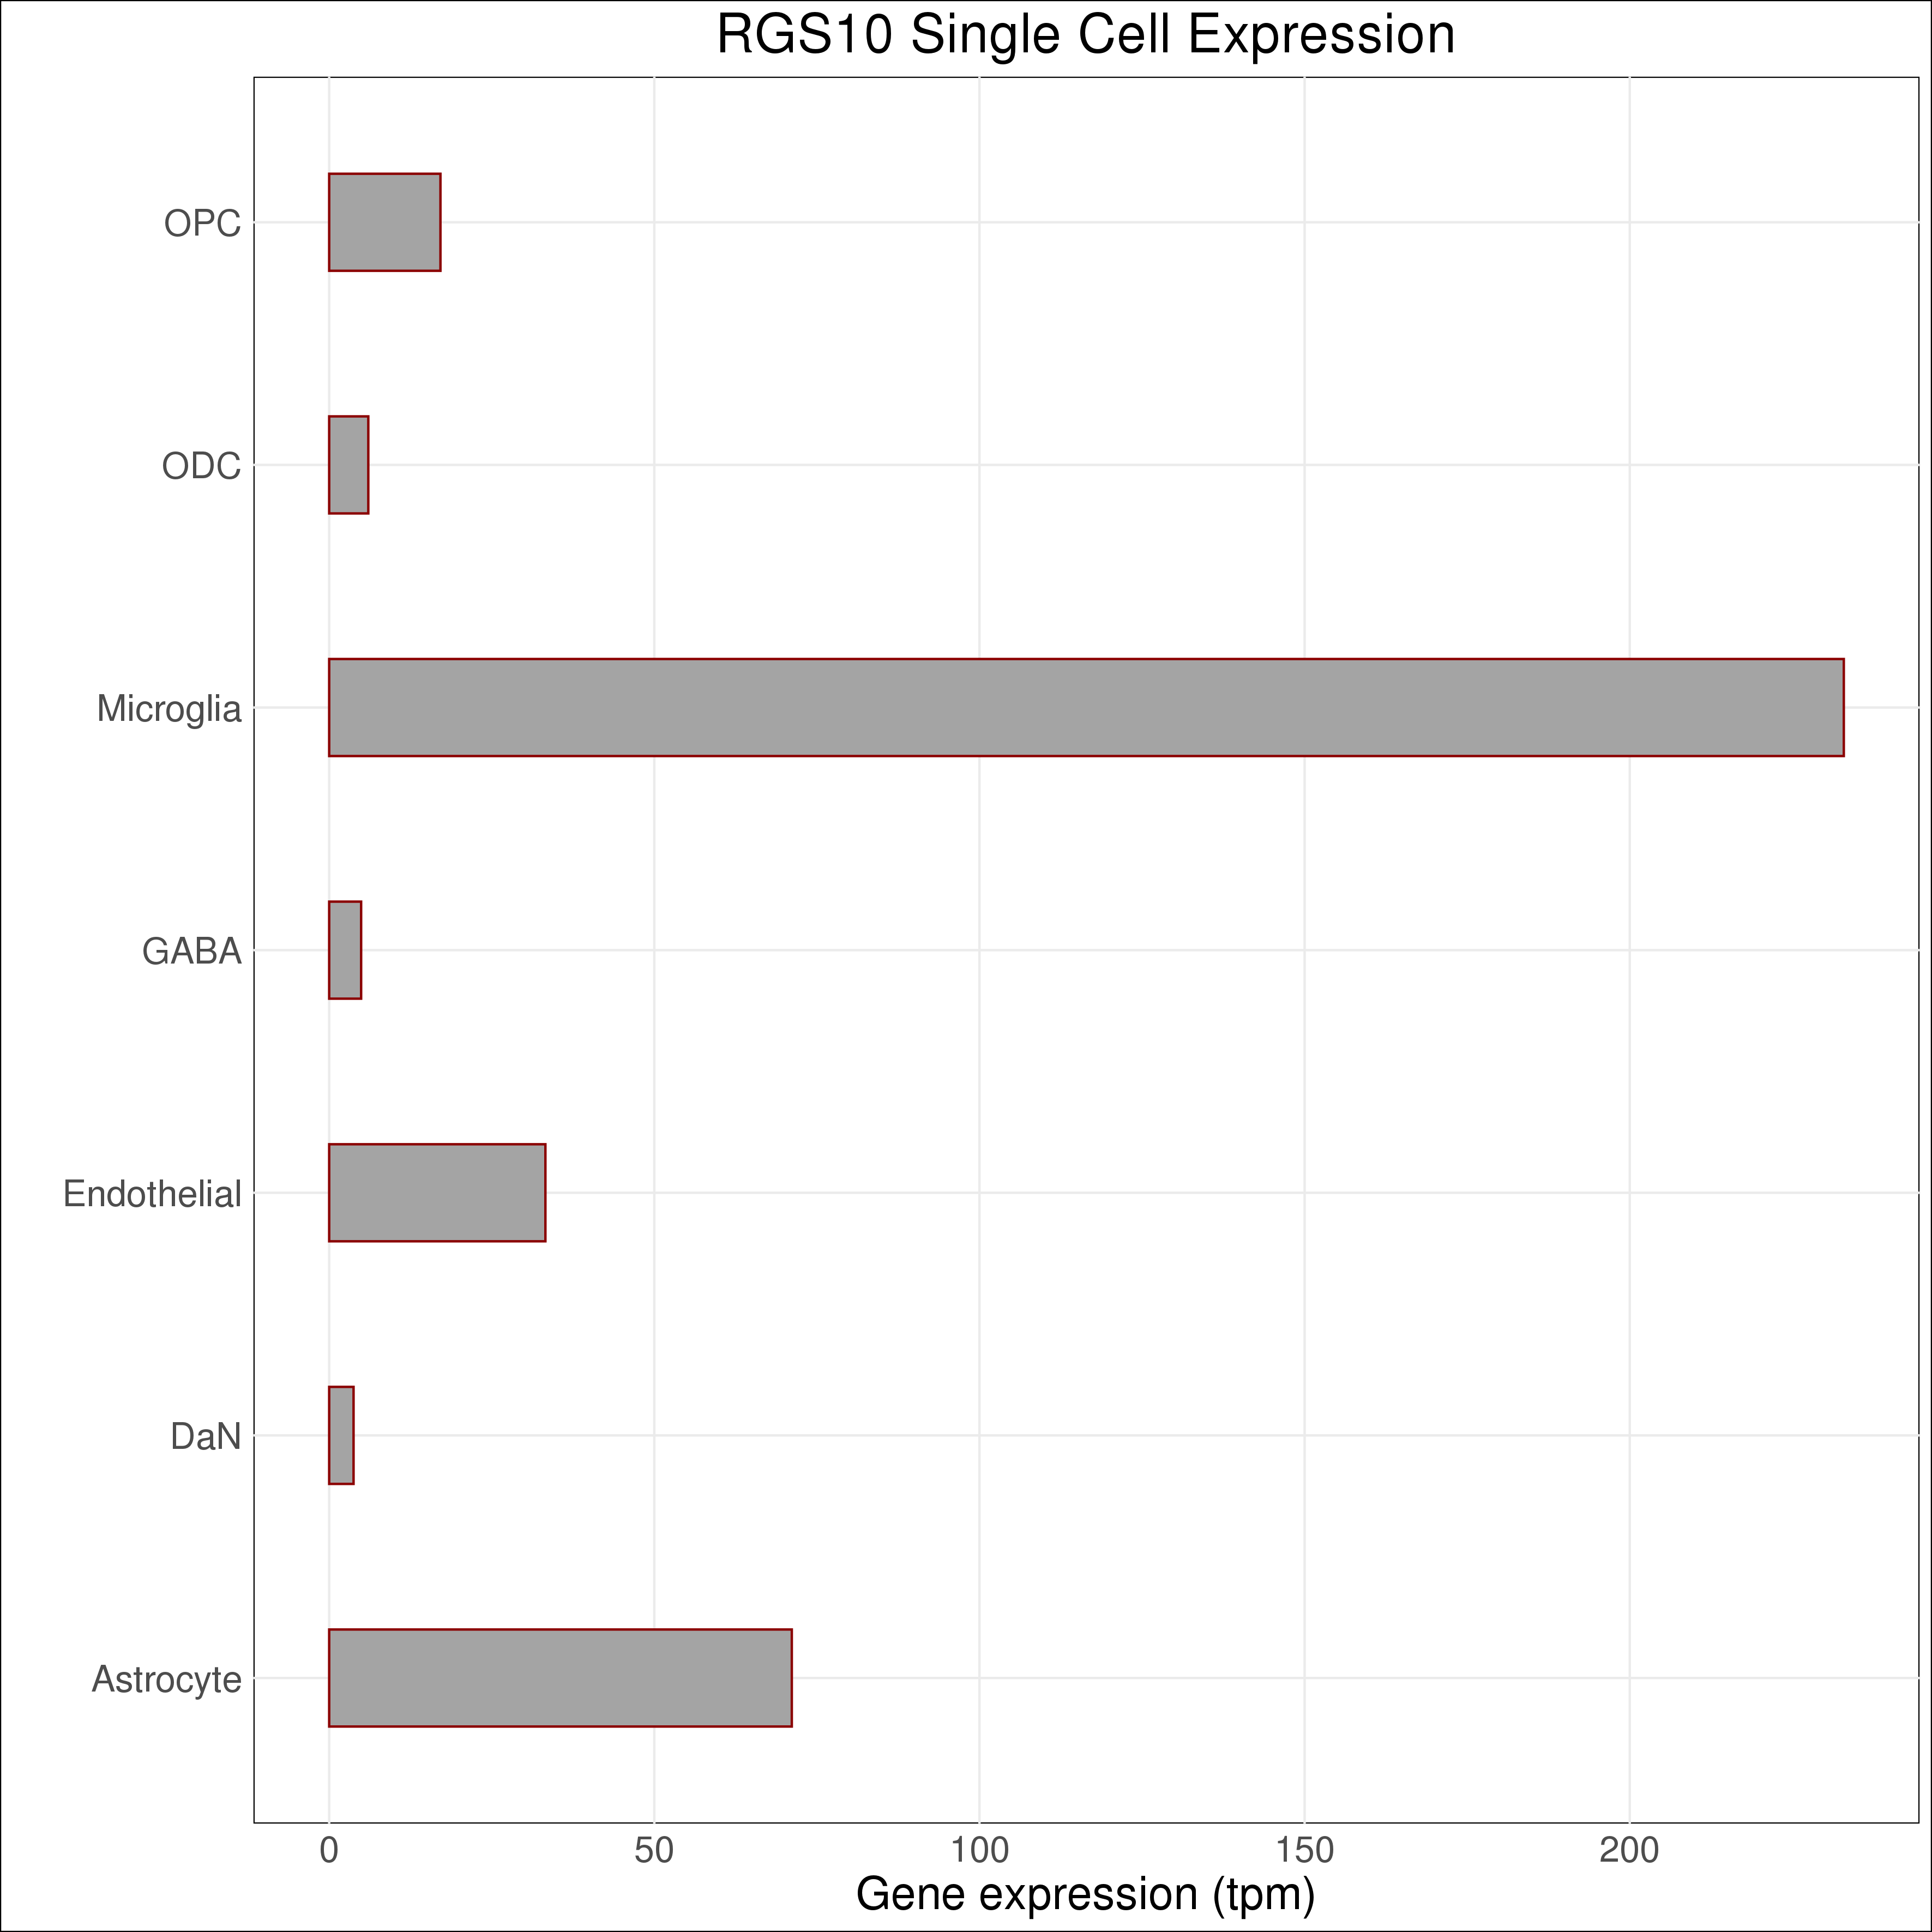 RGS10 Single Cell Expression
OPC
ODC
Microglia
GABA
Endothelial
DaN
Astrocyte
0 50 100 150 200
Gene expression (tpm)